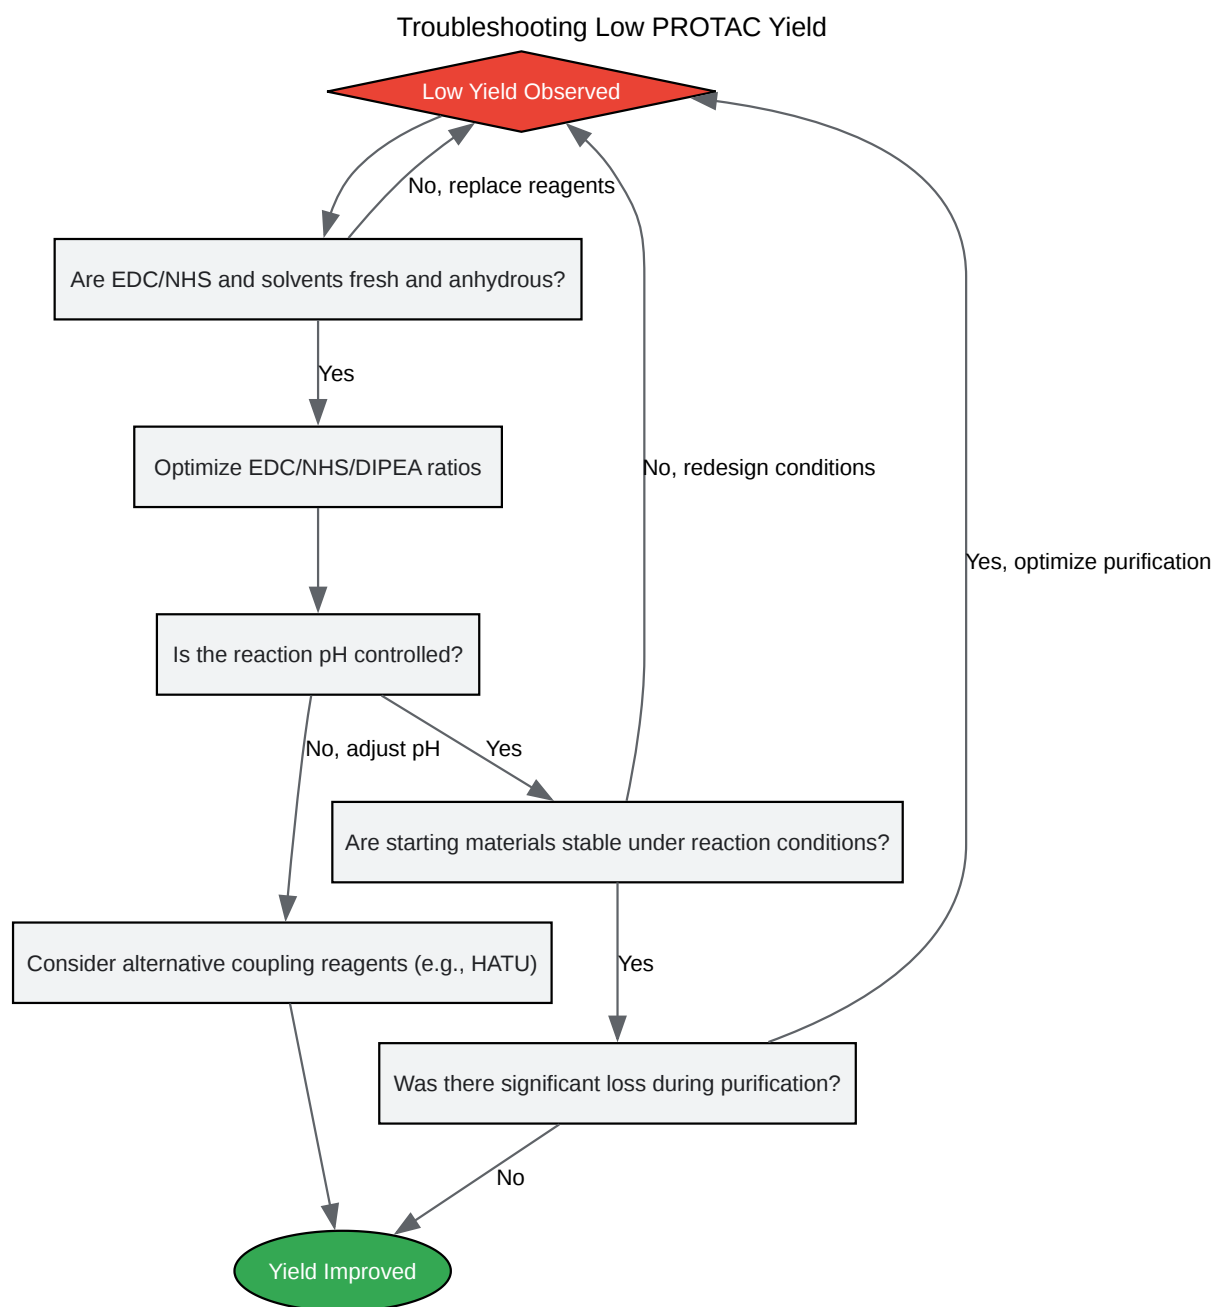 Troubleshooting Low PROTAC Yield
Low Yield Observed
No, replace reagents
Are EDC/NHS and solvents fresh and anhydrous?
Yes
Optimize EDC/NHS/DIPEA ratios
No, redesign conditions
Yes, optimize purification
Is the reaction pH controlled?
No, adjust pH
Yes
Are starting materials stable under reaction conditions?
Consider alternative coupling reagents (e.g., HATU)
Yes
Was there significant loss during purification?
No
Yield Improved